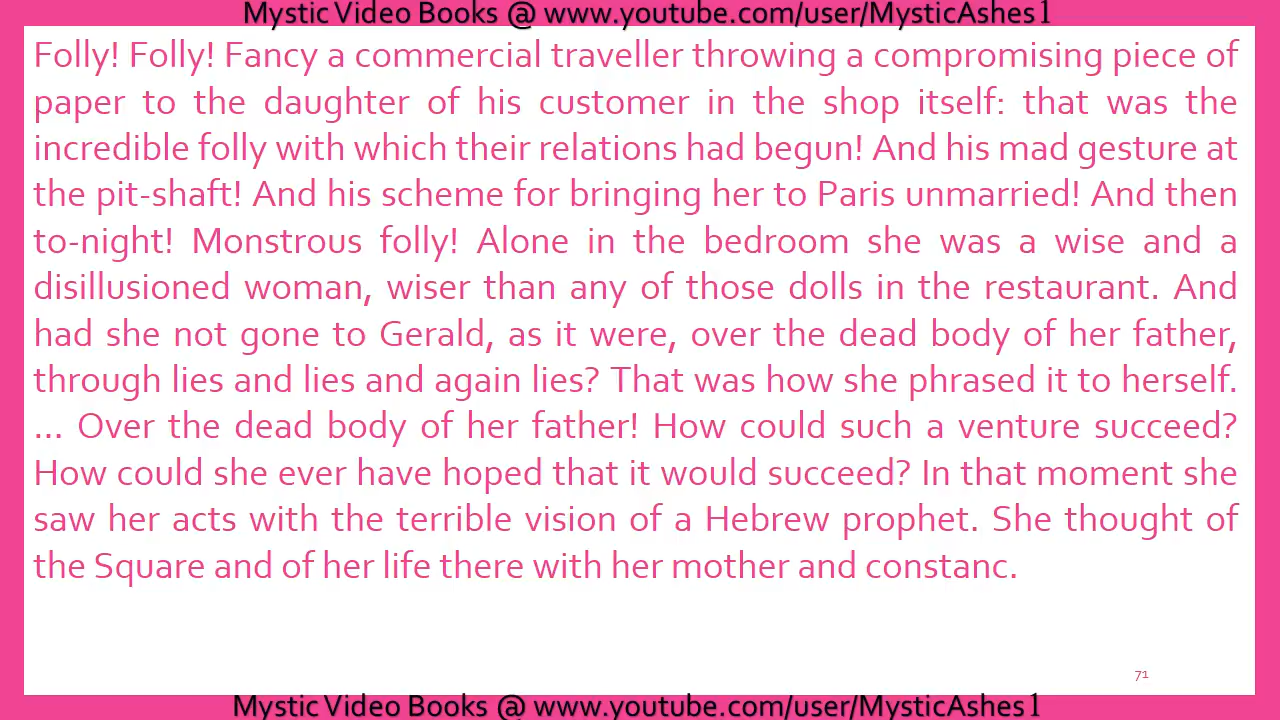 Mystic Video Books @ www.youtube.com/user/MysticAshes1
Folly! Folly! Fancy a commercial traveller throwing a compromising piece of
paper to the daughter of his customer in the shop itself: that was the
incredible folly with which their relations had begun! And his mad gesture at
the pit-shaft! And his scheme for bringing her to Paris unmarried! And then
to-night! Monstrous folly! Alone in the bedroom she was a wise and a
disillusioned woman, wiser than any of those dolls in the restaurant. And
had she not gone to Gerald, as it were, over the dead body of her father,
through lies and lies and again lies? That was how she phrased it to herself.
... Over the dead body of her father! How could such a venture succeed?
How could she ever have hoped that it would succeed? In that moment she
saw her acts with the terrible vision of a Hebrew prophet. She thought of
the Square and of her life there with her mother and constanc.
71
Mystic Video Books @ www.youtube.com/user/MysticAshes1